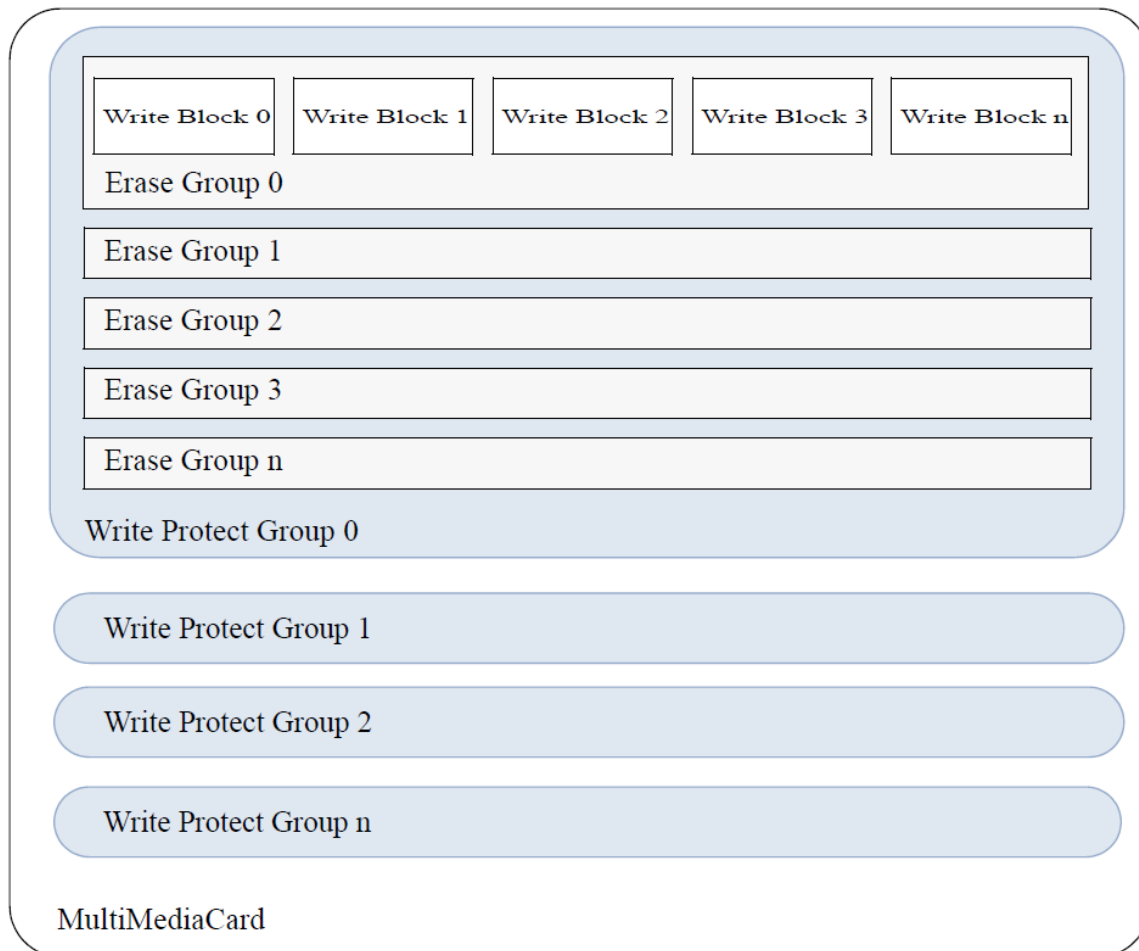 Write Block 0 Write Block 1 Write Block 2 Write Block 3 Write Block n
Erase Group 0
Erase Group 1
Erase Group 2
Erase Group 3
Erase Group n
Write Protect Group 0
Write Protect Group 1
Write Protect Group 2
Write Protect Group n
MultiMediaCard